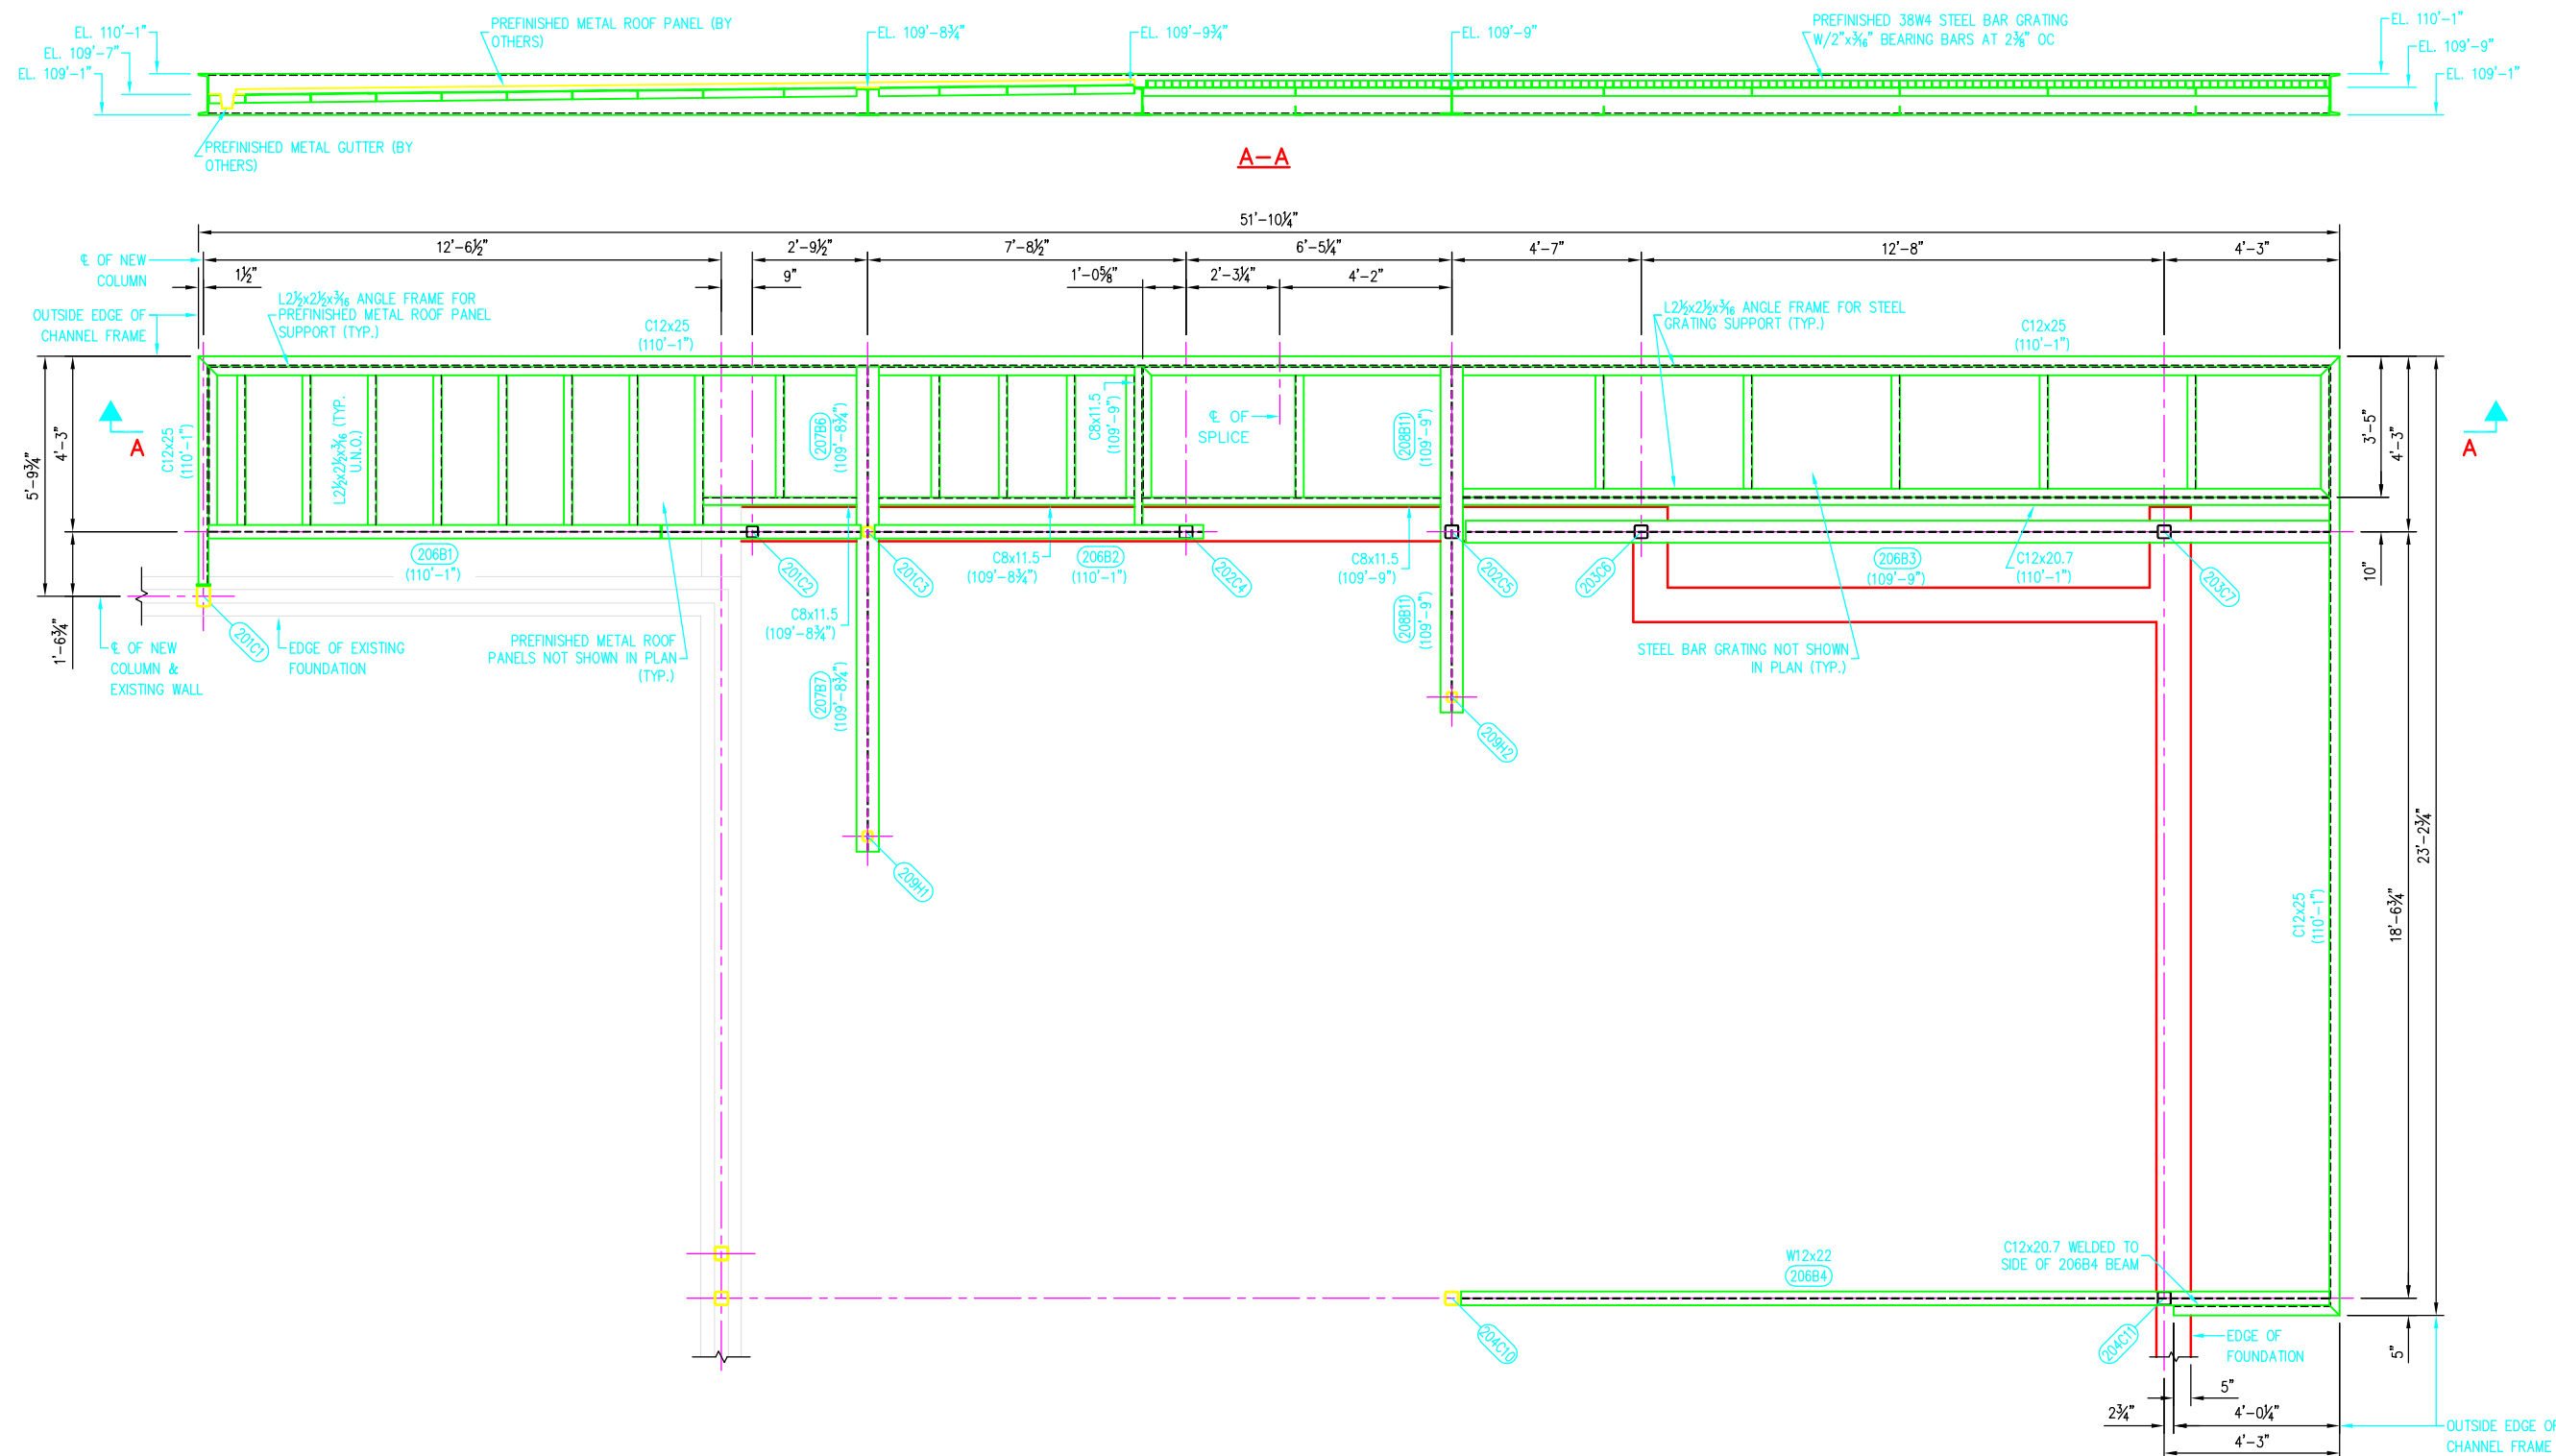 PREFINISHED METAL ROOF PANEL (BY
OTHERS)
EL. 110'-1"
EL. 109'-7"
EL. 109'-1"
EL. 109'-8¾"
EL. 109'-9¾"
EL. 109'-9"
PREFINISHED 38W4 STEEL BAR GRATING
W/2"x³⁄₁₆" BEARING BARS AT 2⅜" OC
EL. 110'-1"
EL. 109'-9"
EL. 109'-1"
PREFINISHED METAL GUTTER (BY
OTHERS)
A-A
51'-10¼"
12'-6½"
2'-9½"
7'-8½"
6'-5¼"
4'-7"
12'-8"
4'-3"
℄ OF NEW
COLUMN
1½"
9"
1'-0⅝"
2'-3¼"
4'-2"
OUTSIDE EDGE OF
CHANNEL FRAME
L2½x2½x³⁄₁₆ ANGLE FRAME FOR
PREFINISHED METAL ROOF PANEL
SUPPORT (TYP.)
C12x25
(110'-1")
L2½x2½x³⁄₁₆ ANGLE FRAME FOR STEEL
GRATING SUPPORT (TYP.)
C12x25
(110'-1")
5'-9¾"
4'-3"
A
C12x25
(110'-1")
L2½x2½x³⁄₁₆ (TYP.
U.N.O.)
207B6
(109'-8¾")
C8x11.5
(109'-9")
℄ OF
SPLICE
208B11
(109'-9")
3'-5"
4'-3"
A
206B1
(110'-1")
201C2
201C3
C8x11.5
(109'-8¾")
206B2
(110'-1")
202C4
C8x11.5
(109'-9")
202C5
203C6
206B3
(109'-9")
C12x20.7
(110'-1")
203C7
10"
1'-6¾"
201C1
℄ OF NEW
COLUMN &
EXISTING WALL
EDGE OF EXISTING
FOUNDATION
PREFINISHED METAL ROOF
PANELS NOT SHOWN IN PLAN
(TYP.)
C8x11.5
(109'-8¾")
207B7
(109'-8¾")
208B11
(109'-9")
STEEL BAR GRATING NOT SHOWN
IN PLAN (TYP.)
209H2
209H1
C12x25
(110'-1")
18'-6¾"
23'-2¾"
W12x22
206B4
C12x20.7 WELDED TO
SIDE OF 206B4 BEAM
204C10
204C11
EDGE OF
FOUNDATION
5"
5"
2¾"
4'-0¼"
4'-3"
OUTSIDE EDGE OF
CHANNEL FRAME